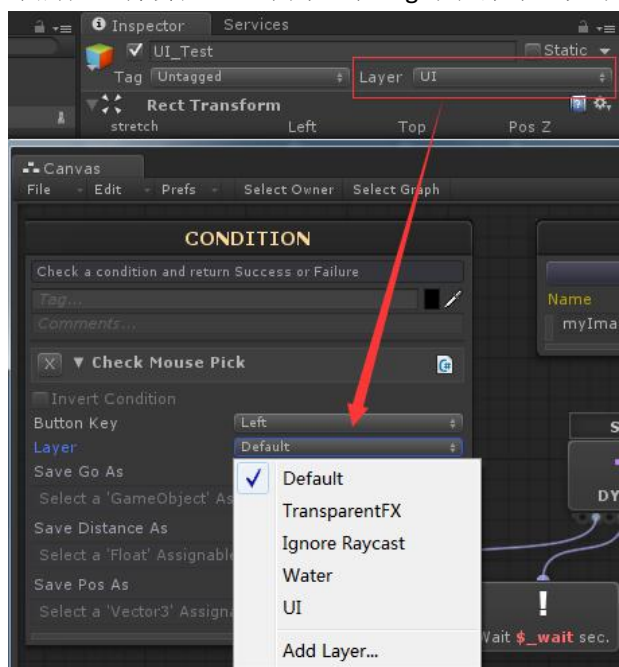 Inspector Services
UI_Test Static
Tag Untagged Layer UI
Rect Transform
stretch Left Top Pos Z
Canvas
File Edit Prefs Select Owner Select Graph
CONDITION
Check a condition and return Success or Failure
Tag...
Comments...
Name
myIma
X ▼ Check Mouse Pick
Invert Condition
Button Key Left
Layer Default
Save Go As
Select a 'GameObject' As
Save Distance As
Select a 'Float' Assignable
Save Pos As
Select a 'Vector3' Assign
Default
TransparentFX
Ignore Raycast
Water
UI
Add Layer...
S
DY
!
Wait $_wait sec.